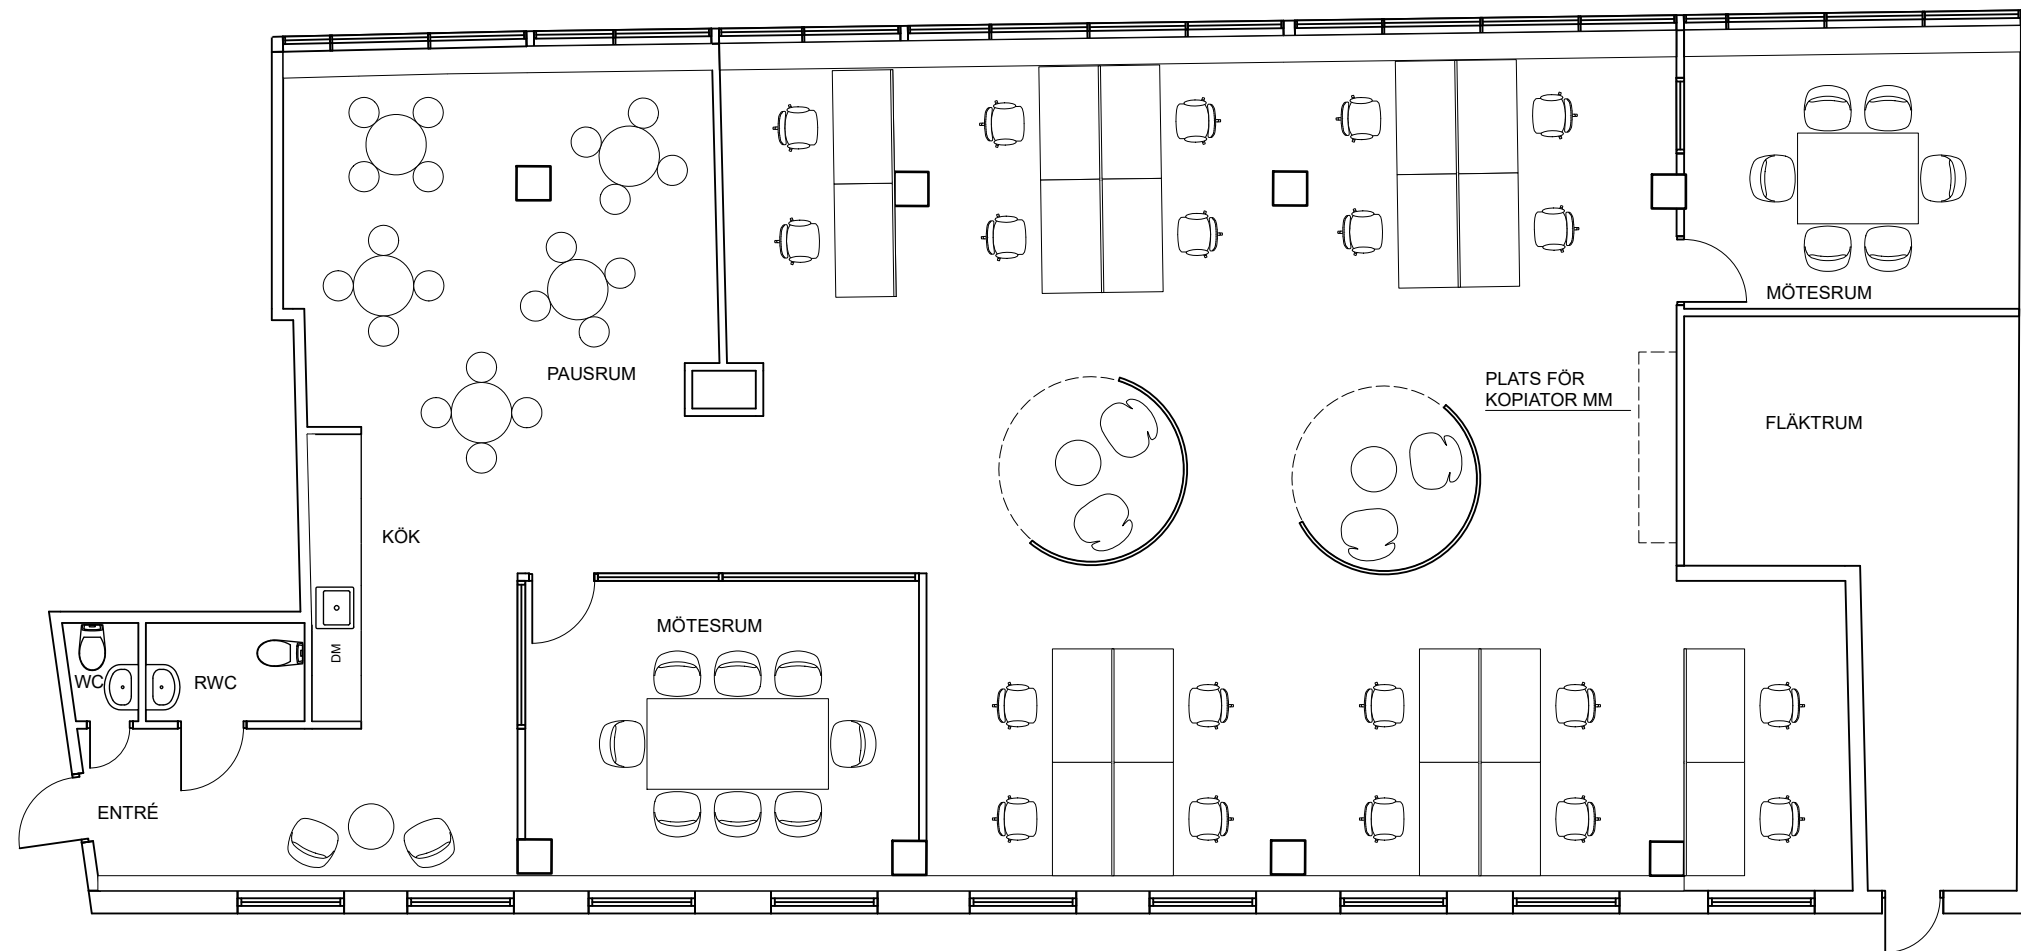 MÖTESRUM
PAUSRUM
PLATS FÖR
KOPIATOR MM
FLÄKTRUM
KÖK
MÖTESRUM
DM
WC
RWC
ENTRÉ